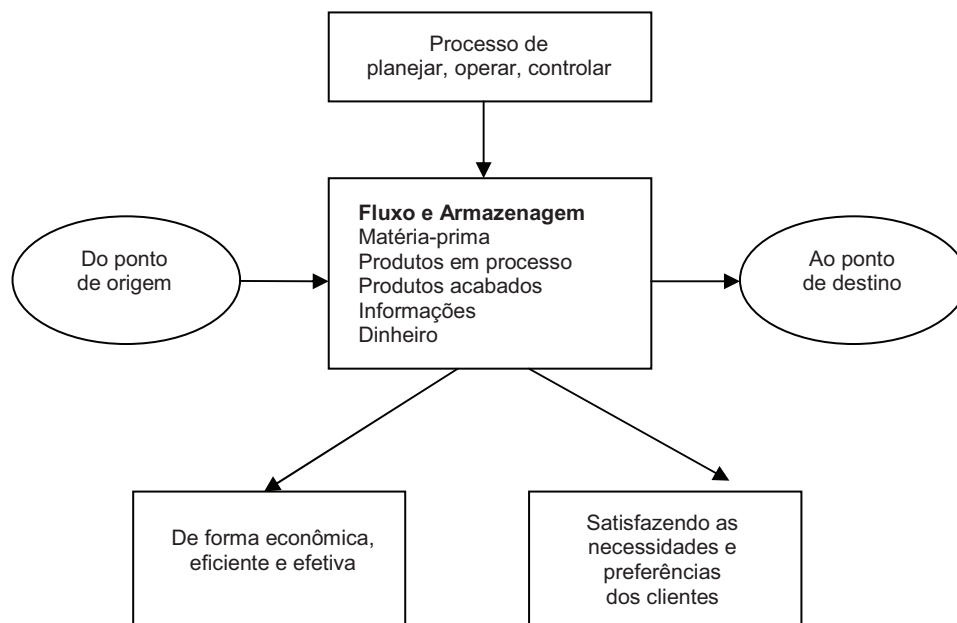 Processo de
planejar, operar, controlar
Fluxo e Armazenagem
Matéria-prima
Produtos em processo
Produtos acabados
Informações
Dinheiro
Do ponto
de origem
Ao ponto
de destino
De forma econômica,
eficiente e efetiva
Satisfazendo as
necessidades e
preferências
dos clientes